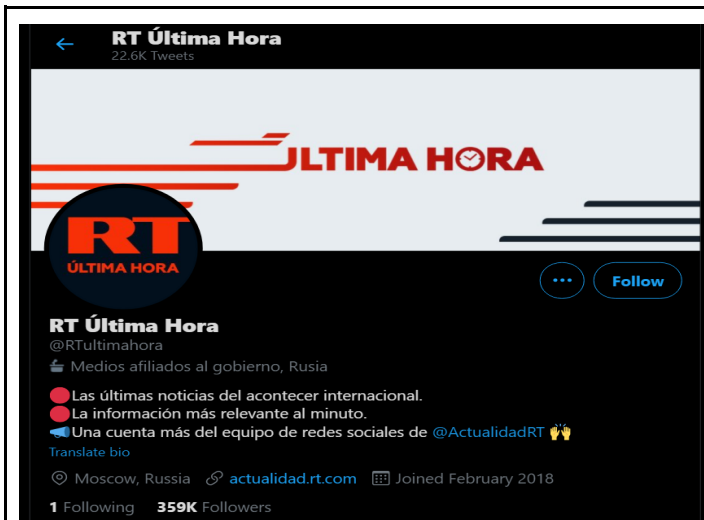 RT Última Hora
22.6K Tweets
ÚLTIMA HORA
RT
ÚLTIMA HORA
Follow
RT Última Hora
@RTultimahora
Medios afiliados al gobierno, Rusia
Las últimas noticias del acontecer internacional.
La información más relevante al minuto.
Una cuenta más del equipo de redes sociales de @ActualidadRT
Translate bio
Moscow, Russia actualidad.rt.com Joined February 2018
1 Following 359K Followers